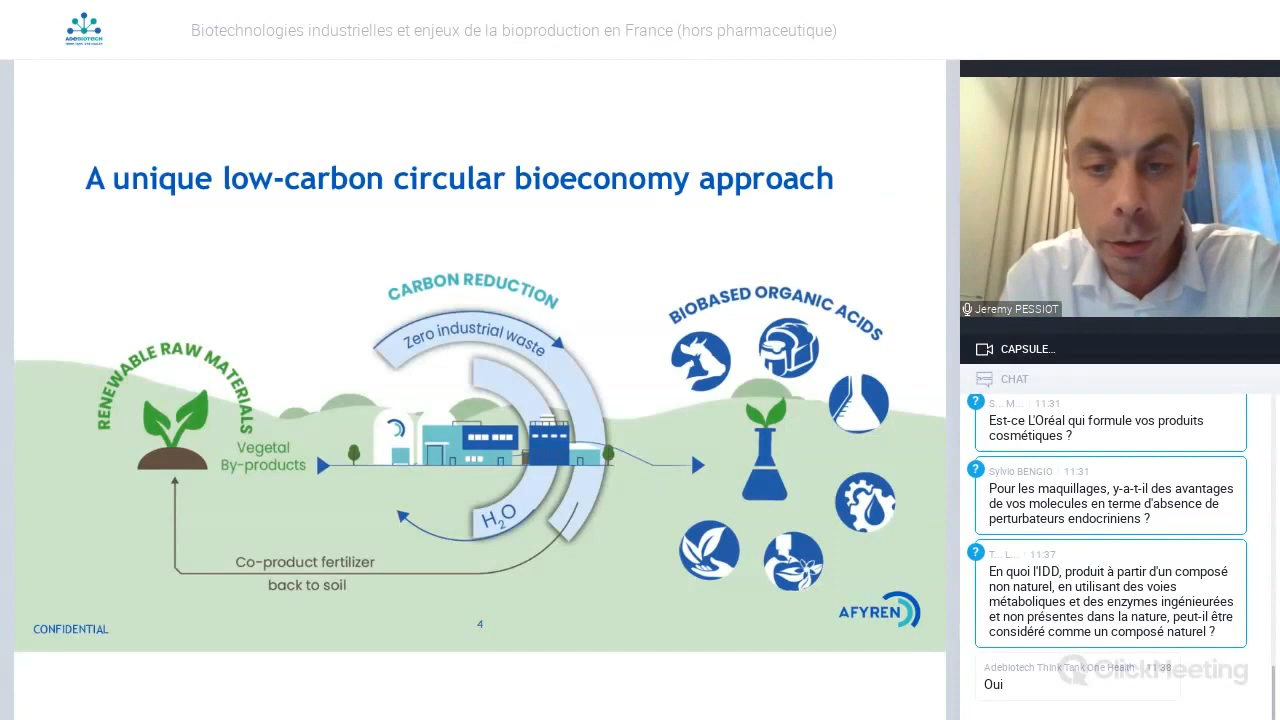 ADEBIOTECH
Biotechnologies industrielles et enjeux de la bioproduction en France (hors pharmaceutique)
A unique low-carbon circular bioeconomy approach
CARBON REDUCTION
Zero industrial waste
BIOBASED ORGANIC ACIDS
RENEWABLE RAW MATERIALS
Vegetal
By-products
H2O
Co-product fertilizer
back to soil
AFYREN
CONFIDENTIAL
4
Jeremy PESSIOT
CAPSULE...
CHAT
S... M... 11:31
Est-ce L'Oréal qui formule vos produits
cosmétiques ?
Sylvio BENGIO 11:31
Pour les maquillages, y-a-t-il des avantages
de vos molecules en terme d'absence de
perturbateurs endocriniens ?
T... L... 11:37
En quoi l'IDD, produit à partir d'un composé
non naturel, en utilisant des voies
métaboliques et des enzymes ingénieurées
et non présentes dans la nature, peut-il être
considéré comme un composé naturel ?
Adebiotech Think Tank One Health 11:38
Oui
ClickMeeting